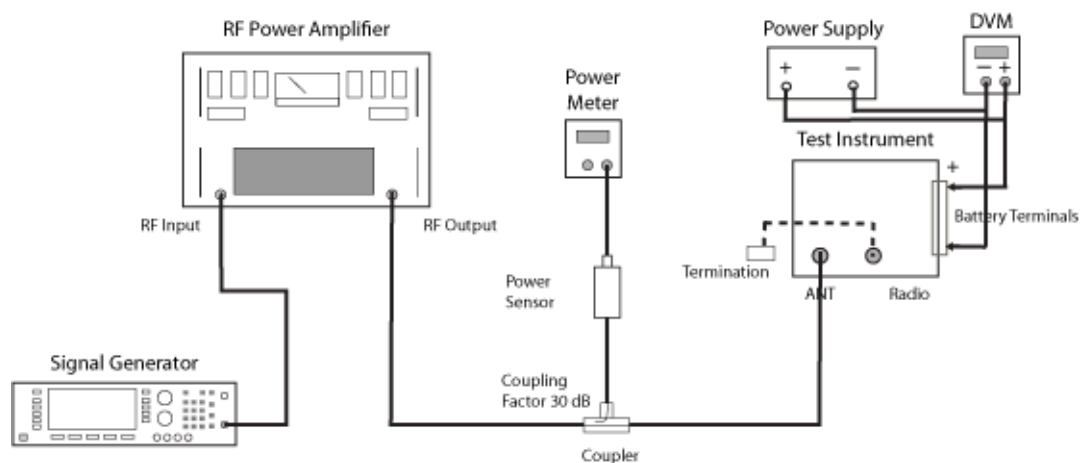 RF Power Amplifier
Power Supply
DVM
+
−
− +
Power
Meter
Test Instrument
+
RF Input
RF Output
Battery Terminals
Termination
Power
Sensor
ANT
Radio
Signal Generator
Coupling
Factor 30 dB
Coupler